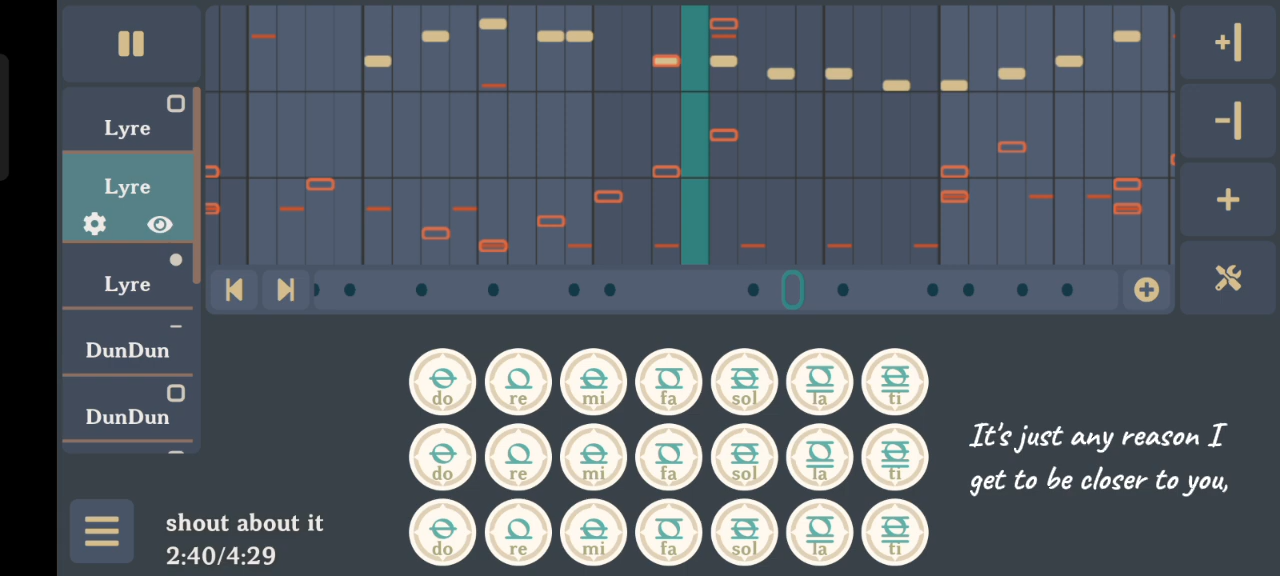 Lyre
Lyre
Lyre
DunDun
DunDun
do re mi fa sol la ti
do re mi fa sol la ti
do re mi fa sol la ti
It's just any reason I
get to be closer to you,
shout about it
2:40/4:29